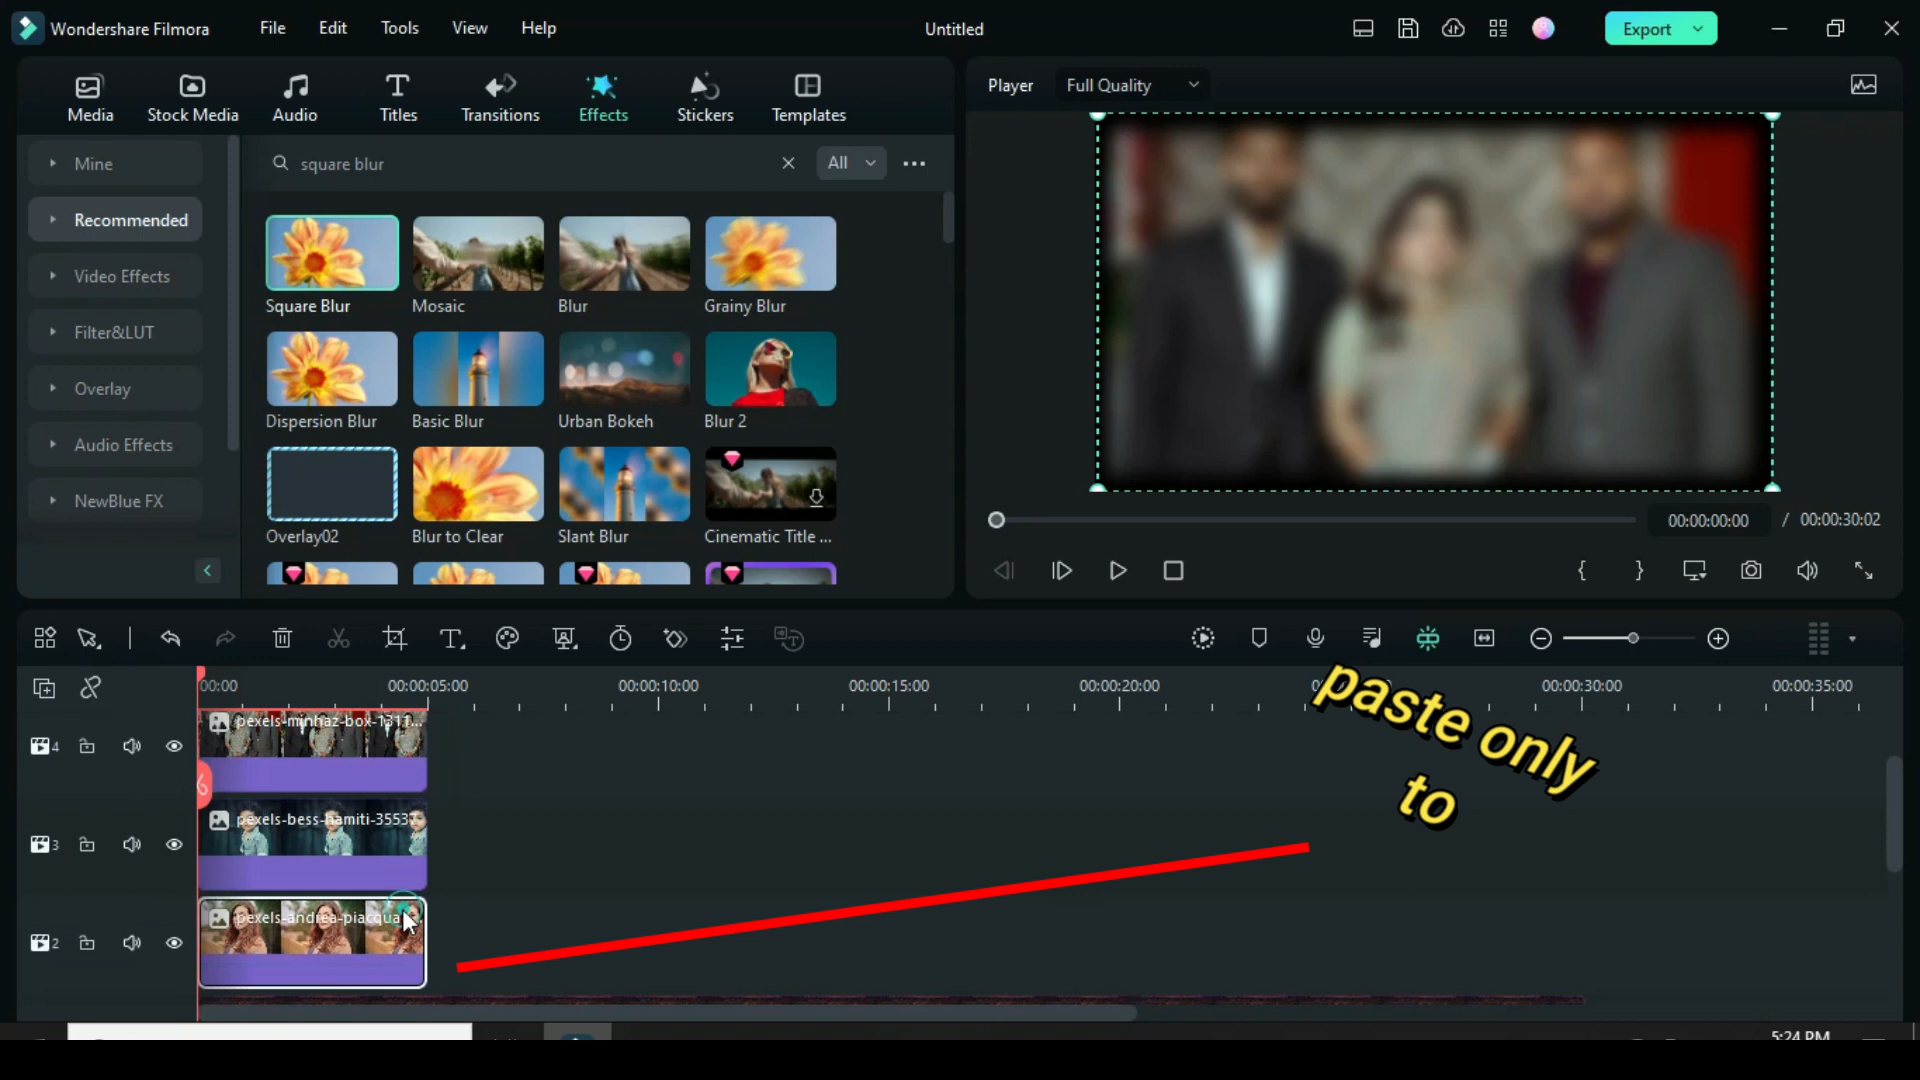 Wondershare Filmora
File
Edit
Tools
View
Help
Untitled
Export
Media
Stock Media
Audio
Titles
Transitions
Effects
Stickers
Templates
Player
Full Quality
Mine
Recommended
Video Effects
Filter&LUT
Overlay
Audio Effects
NewBlue FX
square blur
All
Square Blur
Mosaic
Blur
Grainy Blur
Dispersion Blur
Basic Blur
Urban Bokeh
Blur 2
Overlay02
Blur to Clear
Slant Blur
Cinematic Title ...
00:00:00:00 / 00:00:30:02
00:00
00:00:05:00
00:00:10:00
00:00:15:00
00:00:20:00
00:00:30:00
00:00:35:00
paste only
to
4
pexels-minhaz-box-1311...
3
pexels-bess-hamiti-35537
2
pexels-andrea-piacqua
5:24 PM